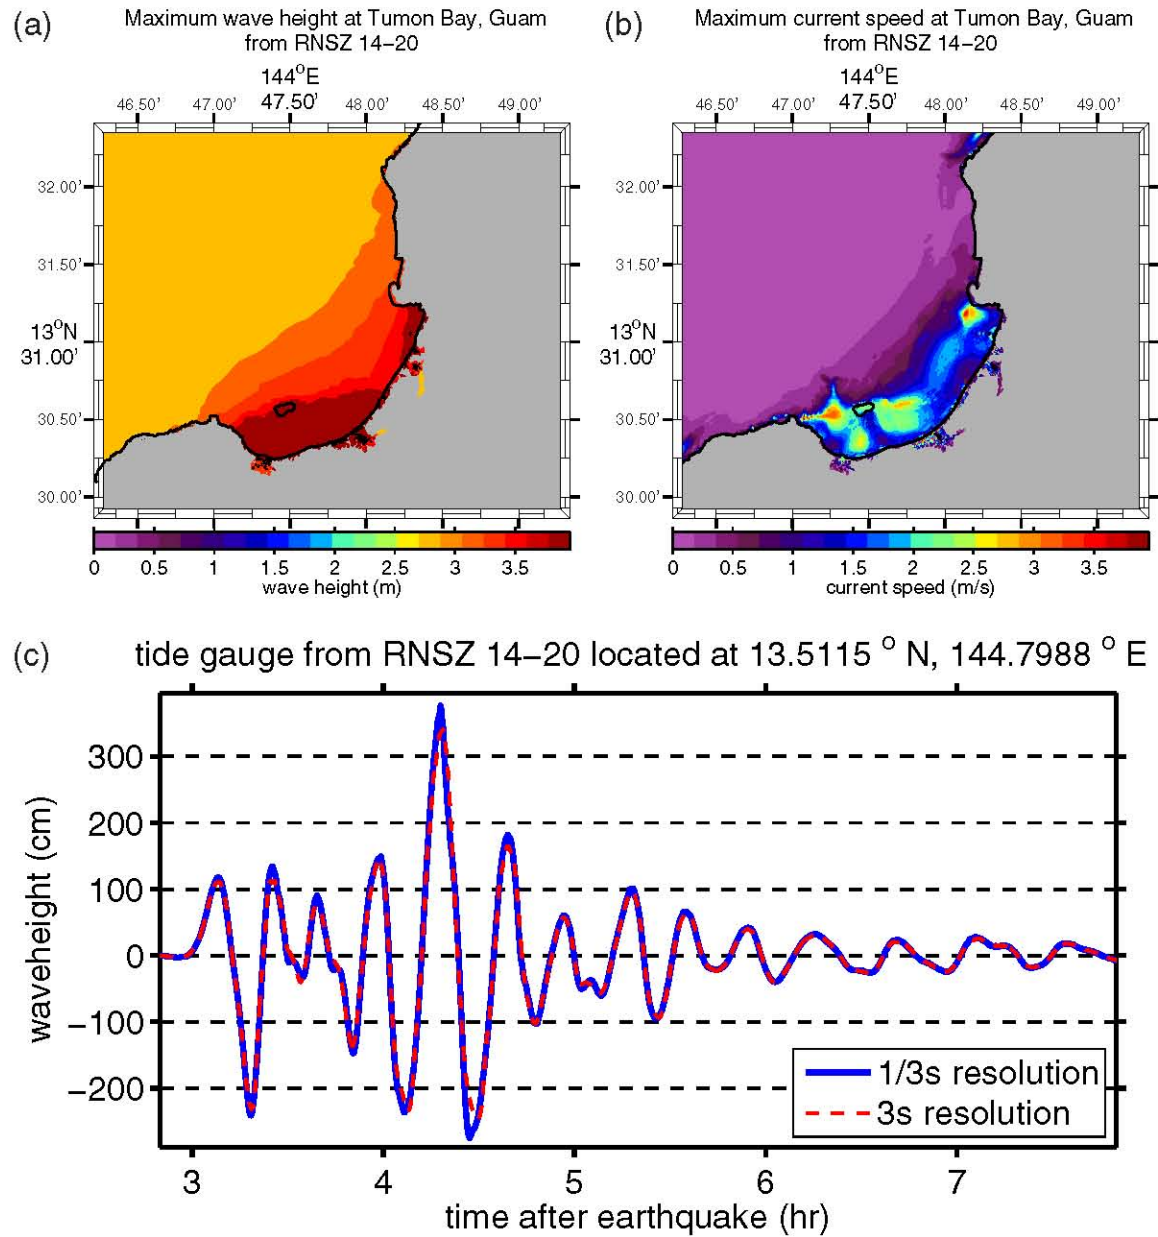 (a)
Maximum wave height at Tumon Bay, Guam
from RNSZ 14-20
144°E
46.50' 47.00' 47.50' 48.00' 48.50' 49.00'
32.00'
31.50'
13°N
31.00'
30.50'
30.00'
0 0.5 1 1.5 2 2.5 3 3.5
wave height (m)
(b)
Maximum current speed at Tumon Bay, Guam
from RNSZ 14-20
144°E
46.50' 47.00' 47.50' 48.00' 48.50' 49.00'
32.00'
31.50'
13°N
31.00'
30.50'
30.00'
0 0.5 1 1.5 2 2.5 3 3.5
current speed (m/s)
(c)
tide gauge from RNSZ 14-20 located at 13.5115 ° N, 144.7988 ° E
waveheight (cm)
300
200
100
0
-100
-200
1/3s resolution
3s resolution
3 4 5 6 7
time after earthquake (hr)